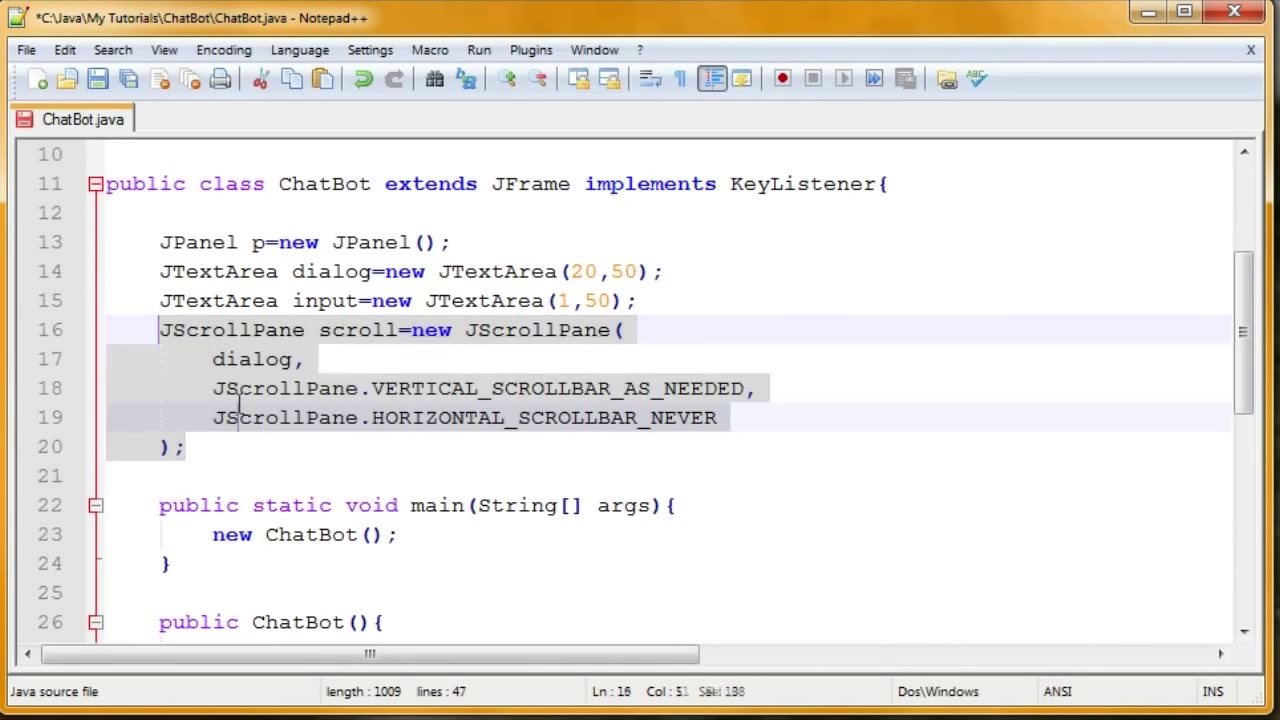 *C:\Java\My Tutorials\ChatBot\ChatBot.java - Notepad++
File Edit Search View Encoding Language Settings Macro Run Plugins Window ? X
ABC
ChatBot.java
10
11 public class ChatBot extends JFrame implements KeyListener{
12
13 JPanel p=new JPanel();
14 JTextArea dialog=new JTextArea(20,50);
15 JTextArea input=new JTextArea(1,50);
16 JScrollPane scroll=new JScrollPane(
17 dialog,
18 JScrollPane.VERTICAL_SCROLLBAR_AS_NEEDED,
19 JScrollPane.HORIZONTAL_SCROLLBAR_NEVER
20 );
21
22 public static void main(String[] args){
23 new ChatBot();
24 }
25
26 public ChatBot(){
Java source file length : 1009 lines : 47 Ln : 16 Col : Dos\Windows ANSI INS